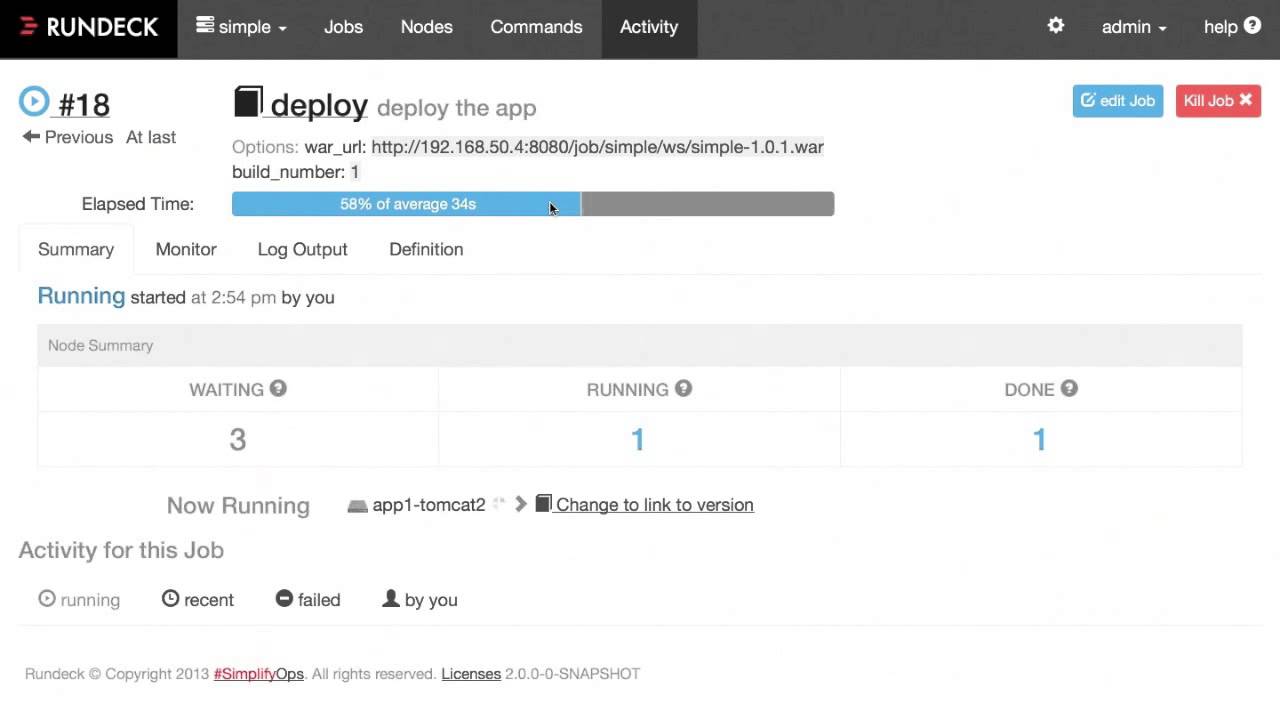 RUNDECK simple Jobs Nodes Commands Activity admin help
#18 deploy deploy the app edit Job Kill Job
Previous At last
Options: war_url: http://192.168.50.4:8080/job/simple/ws/simple-1.0.1.war
build_number: 1
Elapsed Time: 58% of average 34s
Summary Monitor Log Output Definition
Running started at 2:54 pm by you
Node Summary
WAITING RUNNING DONE
3 1 1
Now Running app1-tomcat2 Change to link to version
Activity for this Job
running recent failed by you
Rundeck © Copyright 2013 #SimplifyOps. All rights reserved. Licenses 2.0.0-0-SNAPSHOT